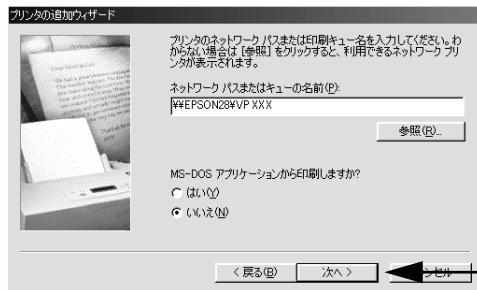 プリンタの追加ウィザード
プリンタのネットワーク パスまたは印刷キュー名を入力してください。わ
からない場合は [参照] をクリックすると、利用できるネットワーク プリ
ンタが表示されます。
ネットワーク パスまたはキューの名前(P):
¥¥EPSON28¥VP XXX
参照(R)...
MS-DOS アプリケーションから印刷しますか?
はい(Y)
いいえ(N)
< 戻る(B)
次へ >